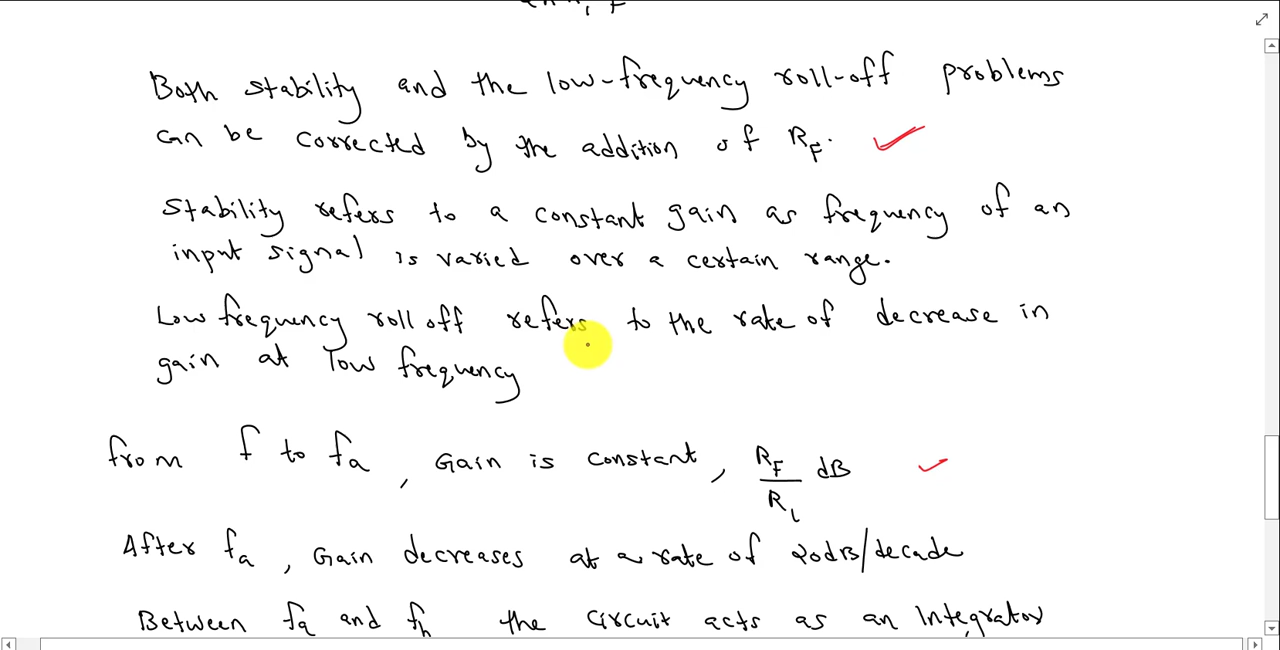 Both stability and the low-frequency roll-off problems
can be corrected by the addition of RF.
Stability refers to a constant gain as frequency of an
input signal is varied over a certain range.
Low frequency roll off refers to the rate of decrease in
gain at low frequency
from f to fa, Gain is constant, RF/R1 dB
After fa, Gain decreases at a rate of 20dB/decade
Between fa and fb the circuit acts as an Integrator